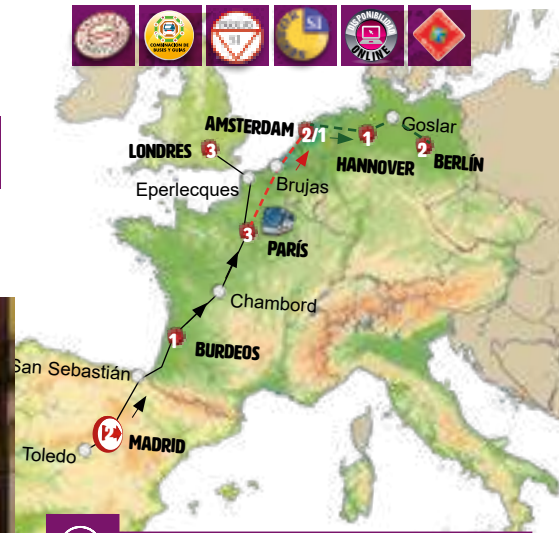 COMBINACIÓN DE
BUSES Y GUÍAS
SI
DISPONIBILIDAD
ONLINE
AMSTERDAM 2/1
1
Goslar
LONDRES 3
HANNOVER
2 BERLÍN
Eperlecques
Brujas
3
PARÍS
Chambord
1
BURDEOS
San Sebastián
2
MADRID
Toledo